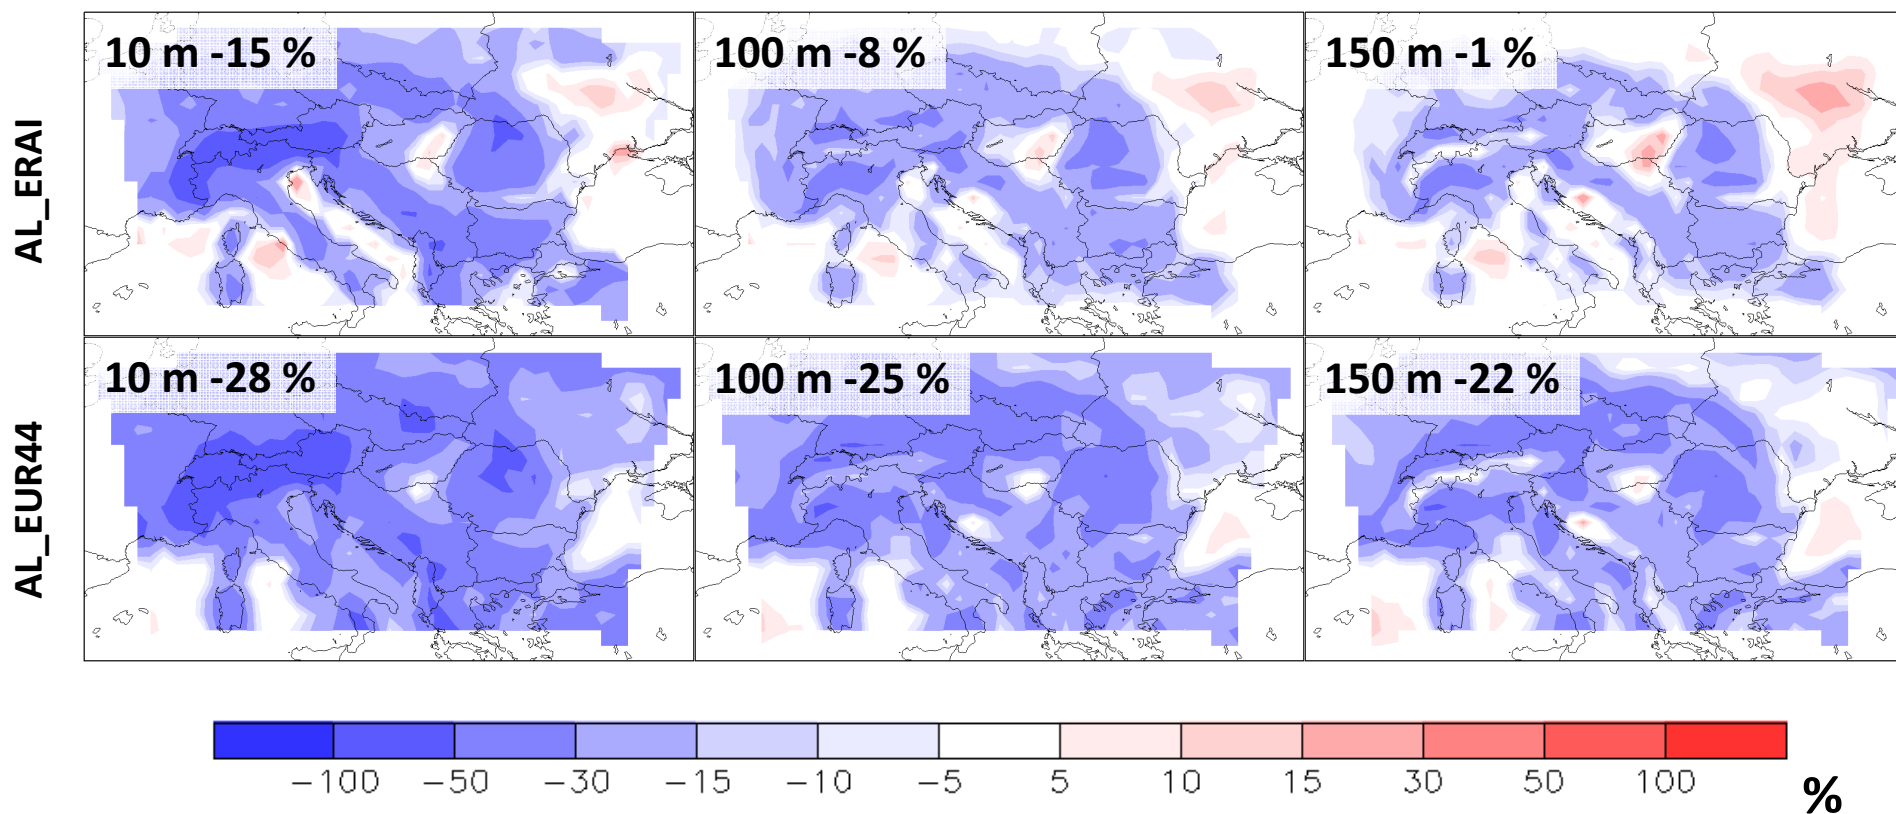 AL_ERAI
10 m -15 %
100 m -8 %
150 m -1 %
AL_EUR44
10 m -28 %
100 m -25 %
150 m -22 %
−100 −50 −30 −15 −10 −5 5 10 15 30 50 100
%